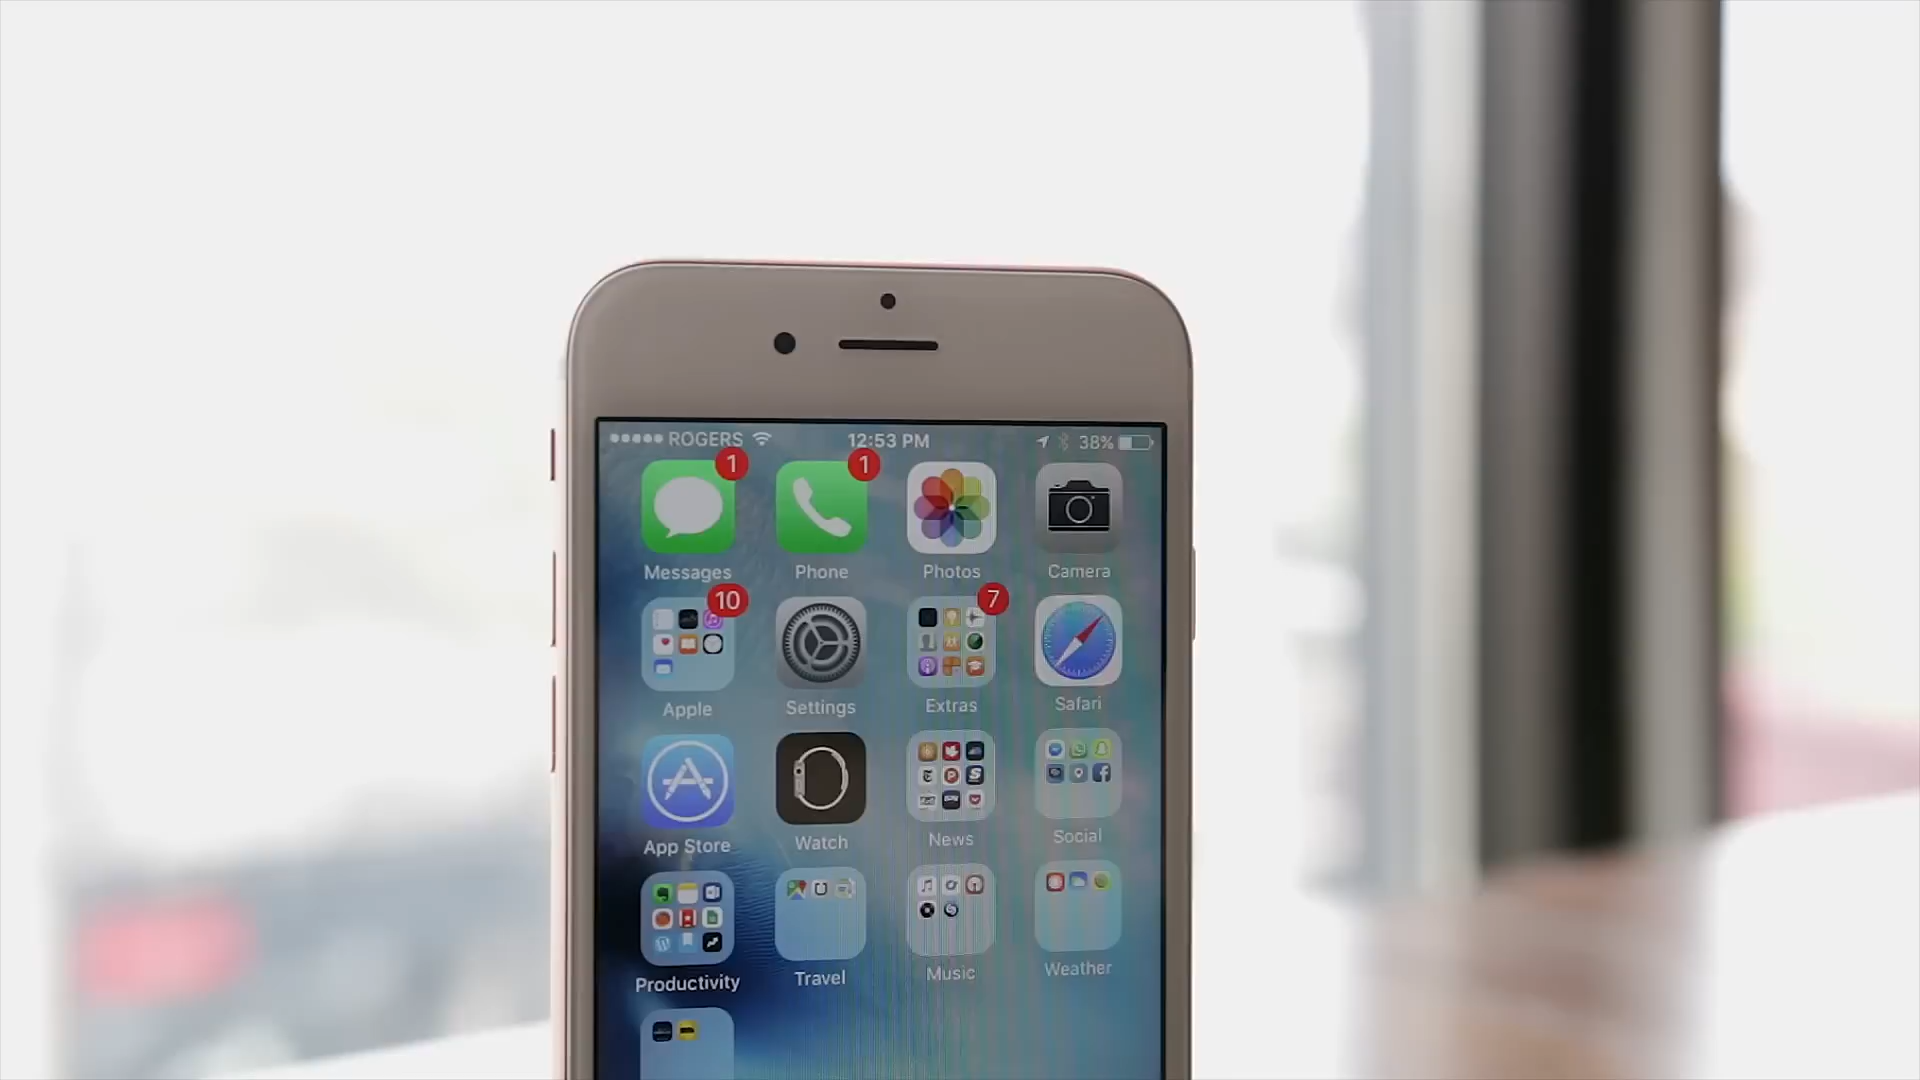 ROGERS 12:53 PM 38%
1 1
Messages Phone Photos Camera
10 7
Apple Settings Extras Safari
App Store Watch News Social
Productivity Travel Music Weather